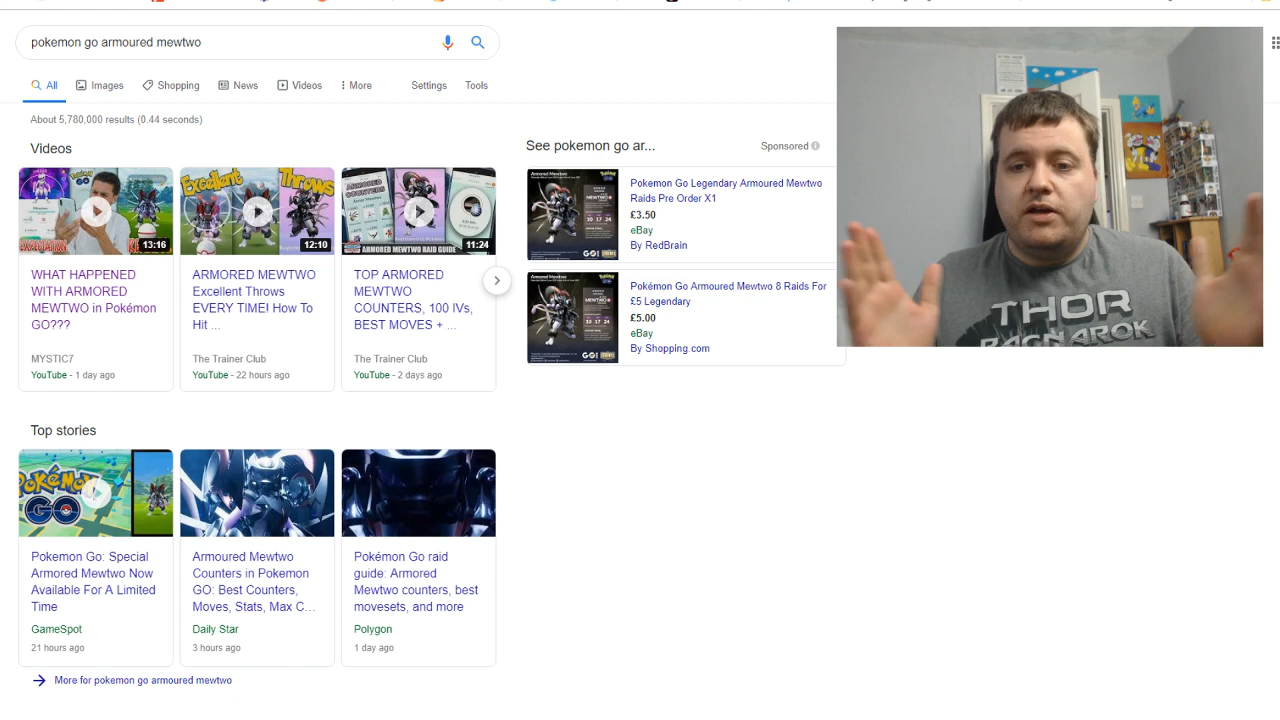 pokemon go armoured mewtwo
All Images Shopping News Videos More Settings Tools
About 5,780,000 results (0.44 seconds)
Videos
13:16
WHAT HAPPENED
WITH ARMORED
MEWTWO in Pokémon
GO???
MYSTIC7
YouTube - 1 day ago
Excellent Throws
12:10
ARMORED MEWTWO
Excellent Throws
EVERY TIME! How To
Hit ...
The Trainer Club
YouTube - 22 hours ago
ARMORED MEWTWO RAID GUIDE
11:24
TOP ARMORED
MEWTWO
COUNTERS, 100 IVs,
BEST MOVES + ...
The Trainer Club
YouTube - 2 days ago
See pokemon go ar...
Sponsored
Pokemon Go Legendary Armoured Mewtwo
Raids Pre Order X1
£3.50
eBay
By RedBrain
Pokemon Go Armoured Mewtwo 8 Raids For
£5 Legendary
£5.00
eBay
By Shopping.com
THOR
RAGNAROK
Top stories
POKÉMON
GO
Pokemon Go: Special
Armored Mewtwo Now
Available For A Limited
Time
GameSpot
21 hours ago
Armoured Mewtwo
Counters in Pokemon
GO: Best Counters,
Moves, Stats, Max C...
Daily Star
3 hours ago
Pokémon Go raid
guide: Armored
Mewtwo counters, best
movesets, and more
Polygon
1 day ago
More for pokemon go armoured mewtwo